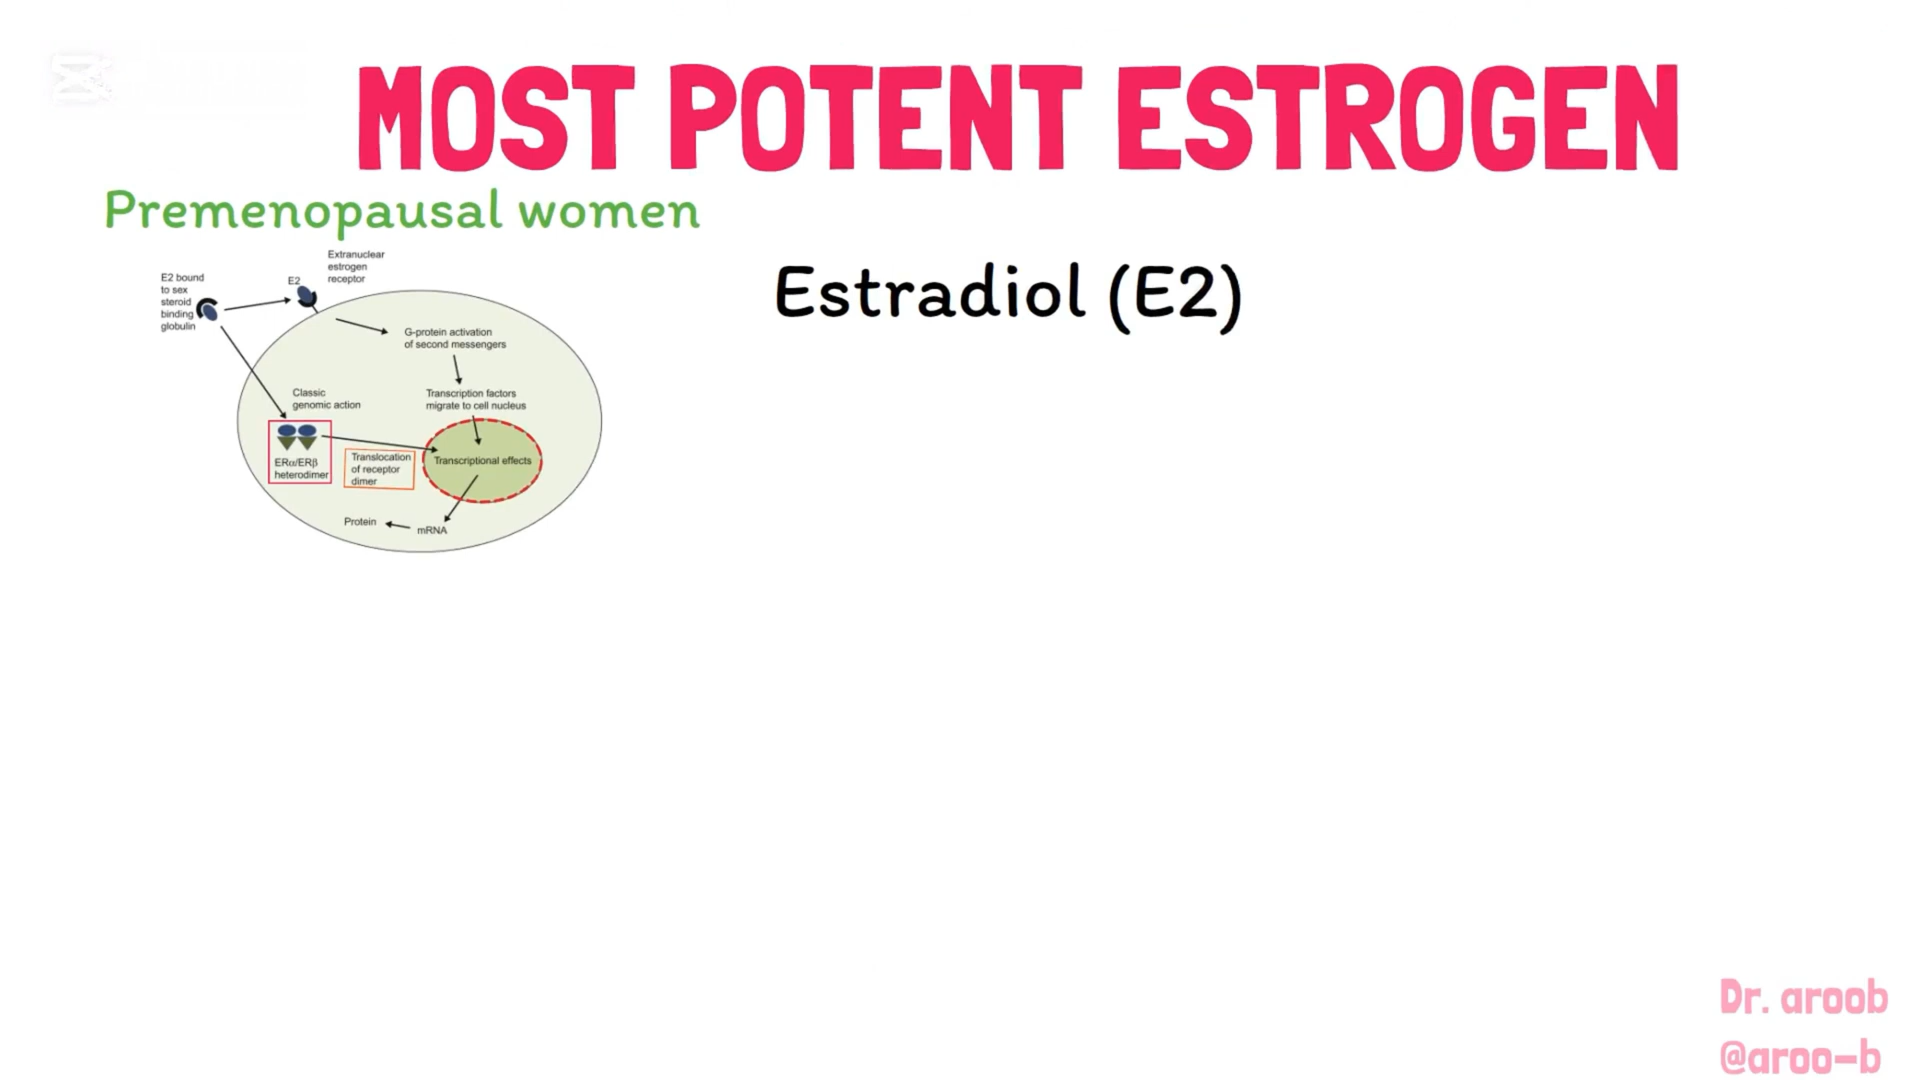 MOST POTENT ESTROGEN
Premenopausal women
Estradiol (E2)
E2 bound
to sex
steroid
binding
globulin
E2
Extranuclear
estrogen
receptor
G-protein activation
of second messengers
Transcription factors
migrate to cell nucleus
Classic
genomic action
ERα/ERβ
heterodimer
Translocation
of receptor
dimer
Transcriptional effects
mRNA
Protein
Dr. aroob
@aroo-b